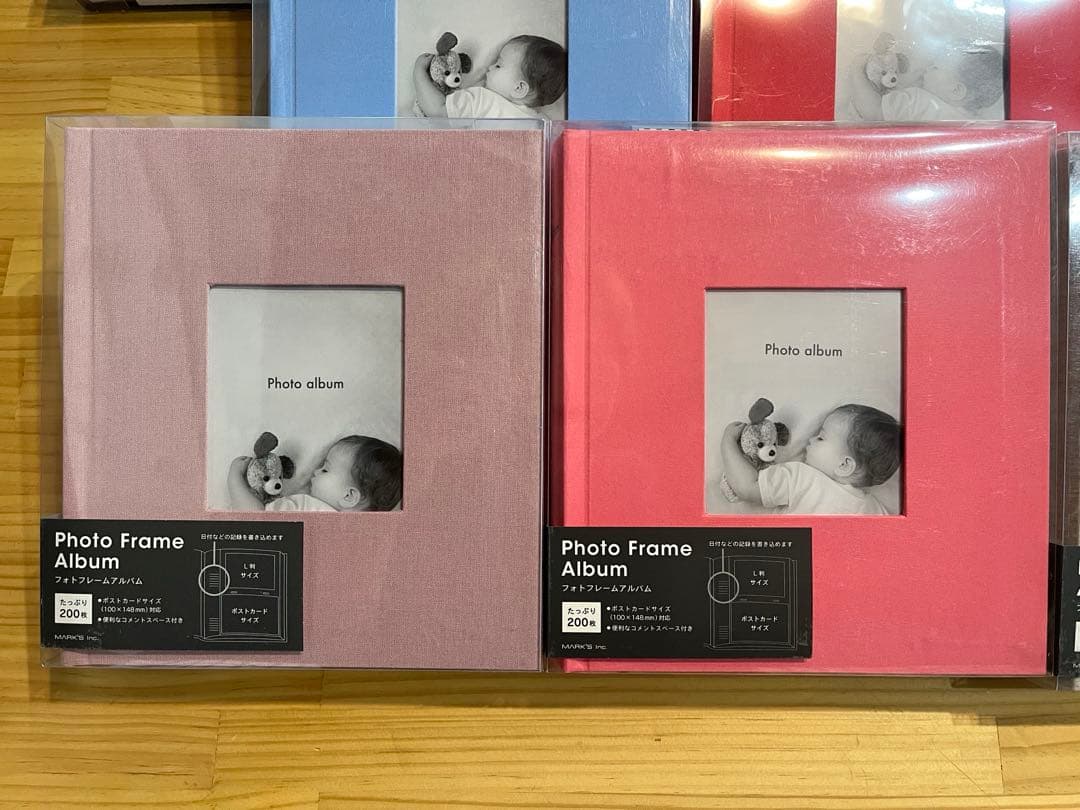 Photo album
Photo Frame
Album
フォトフレームアルバム
たっぷり
200枚
●ポストカードサイズ
(100×148mm)対応
●便利なコメントスペース付き
MARK'S Inc.
日付などの記録を書き込めます
L判
サイズ
ポストカード
サイズ
Photo album
Photo Frame
Album
フォトフレームアルバム
たっぷり
200枚
●ポストカードサイズ
(100×148mm)対応
●便利なコメントスペース付き
MARK'S Inc.
日付などの記録を書き込めます
L判
サイズ
ポストカード
サイズ